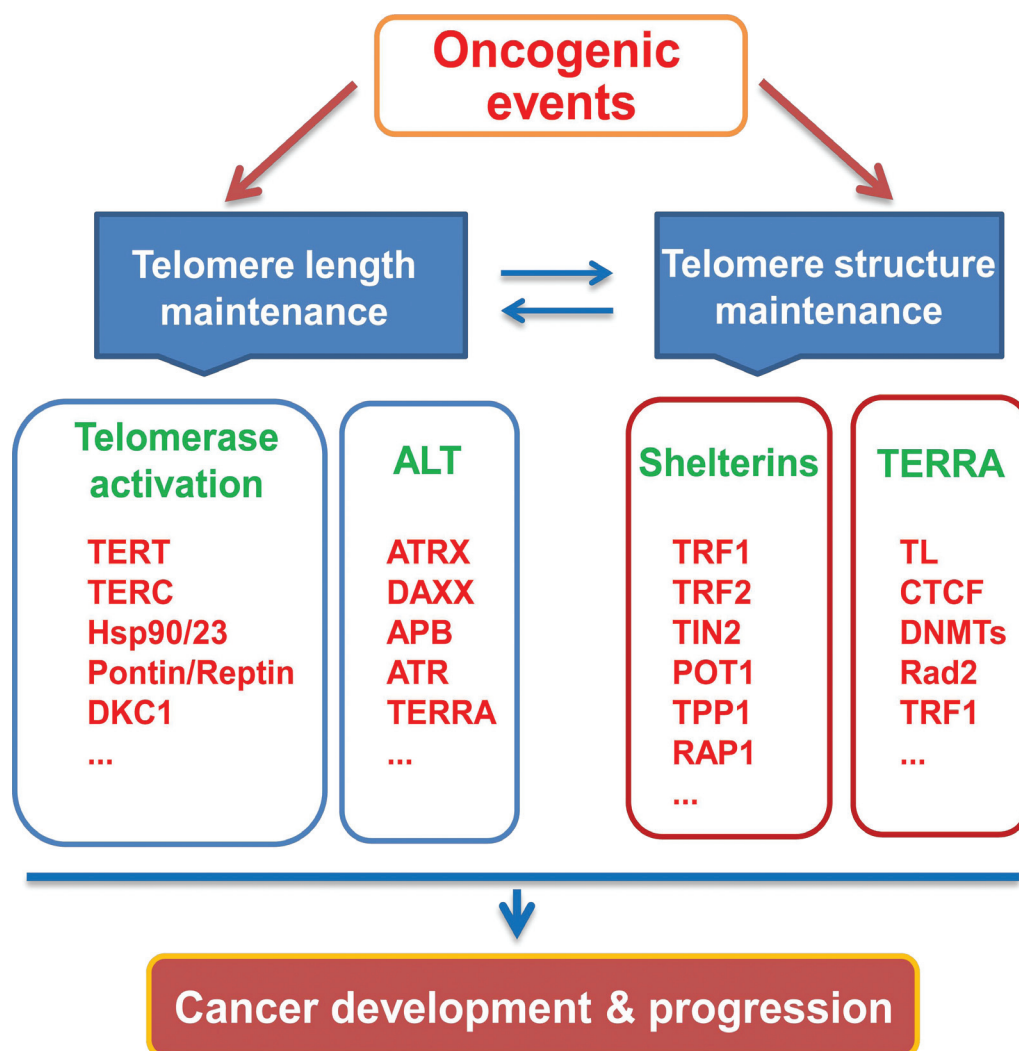 Oncogenic
events
Telomere length
maintenance
Telomere structure
maintenance
Telomerase
activation
TERT
TERC
Hsp90/23
Pontin/Reptin
DKC1
...
ALT
ATRX
DAXX
APB
ATR
TERRA
...
Shelterins
TRF1
TRF2
TIN2
POT1
TPP1
RAP1
...
TERRA
TL
CTCF
DNMTs
Rad2
TRF1
...
Cancer development & progression